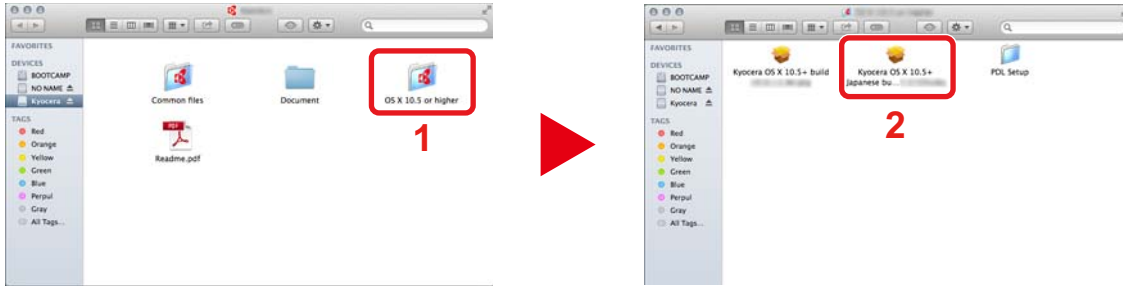 FAVORITES
DEVICES
BOOTCAMP
NO NAME
Kyocera
TAGS
Red
Orange
Yellow
Green
Blue
Perpul
Gray
All Tags...
Common files
Document
OS X 10.5 or higher
1
PDF
Readme.pdf
FAVORITES
DEVICES
BOOTCAMP
NO NAME
Kyocera
TAGS
Red
Orange
Yellow
Green
Blue
Perpul
Gray
All Tags...
Kyocera OS X 10.5+ build
Kyocera OS X 10.5+
Japanese bu...
PDL Setup
2